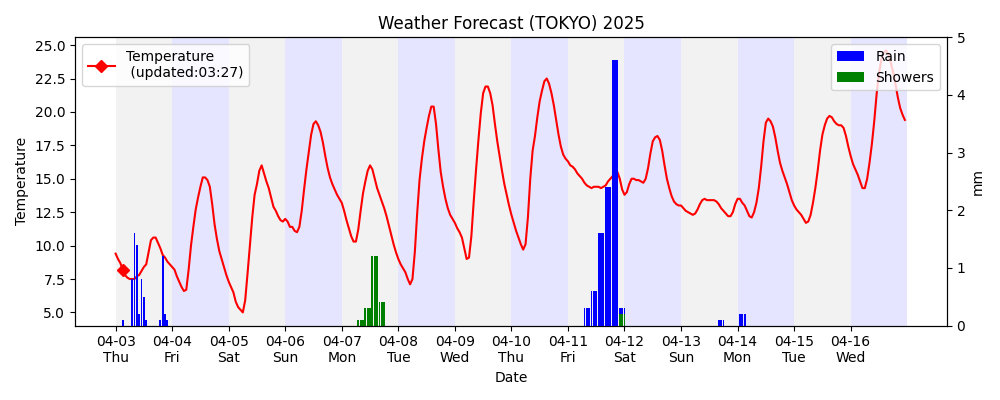 Weather Forecast (TOKYO) 2025
Temperature
(updated:03:27)
Rain
Showers
25.0
22.5
20.0
17.5
15.0
12.5
10.0
7.5
5.0
Temperature
5
4
3
2
1
0
mm
04-03 04-04 04-05 04-06 04-07 04-08 04-09 04-10 04-11 04-12 04-13 04-14 04-15 04-16
Thu Fri Sat Sun Mon Tue Wed Thu Fri Sat Sun Mon Tue Wed
Date